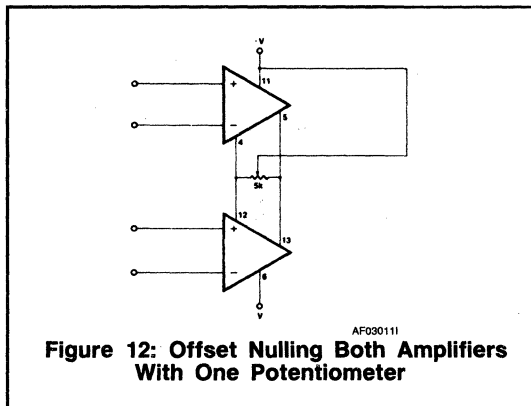 V
11
+
−
5
4
5k
12
+
−
13
6
V
AF03011I
Figure 12: Offset Nulling Both Amplifiers
With One Potentiometer